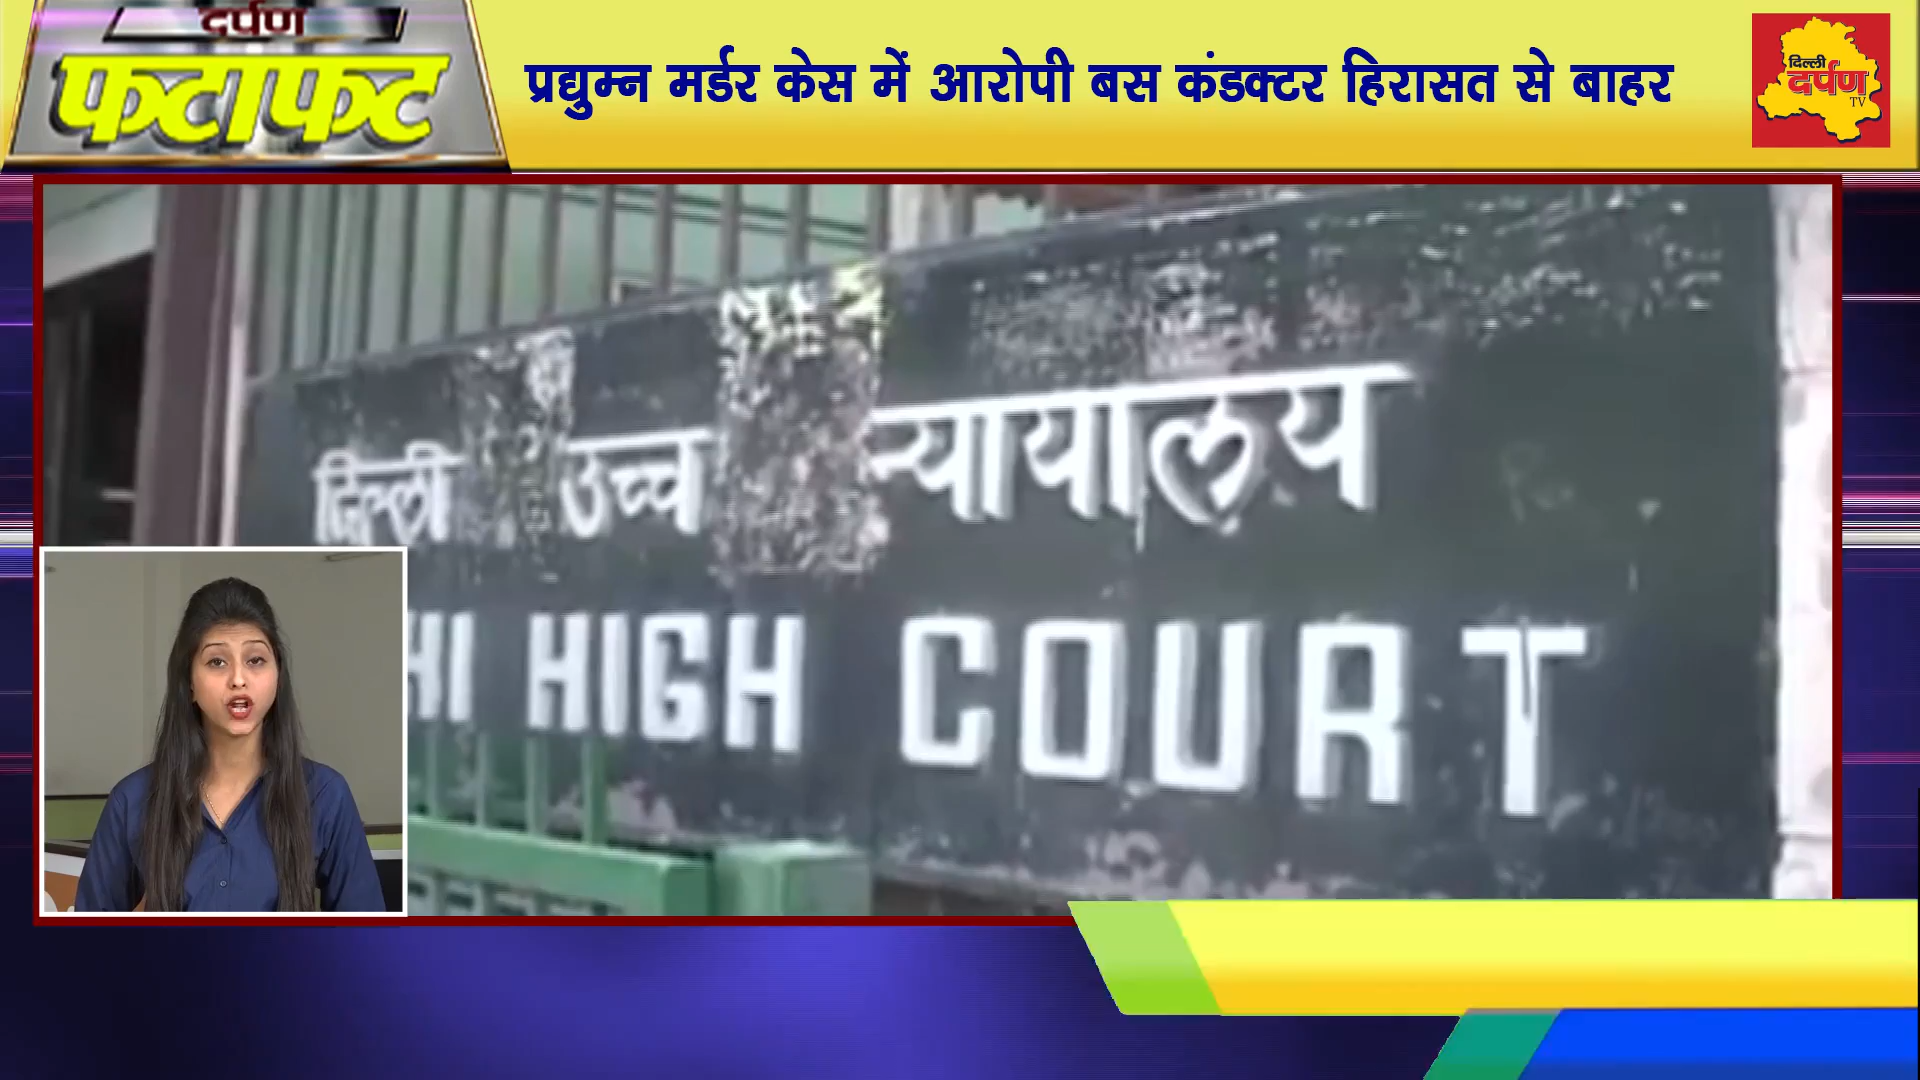 दर्पण
फटाफट
प्रद्युम्न मर्डर केस में आरोपी बस कंडक्टर हिरासत से बाहर
दिल्ली
दर्पण
TV
दिल्ली उच्च न्यायालय
HI HIGH COURT